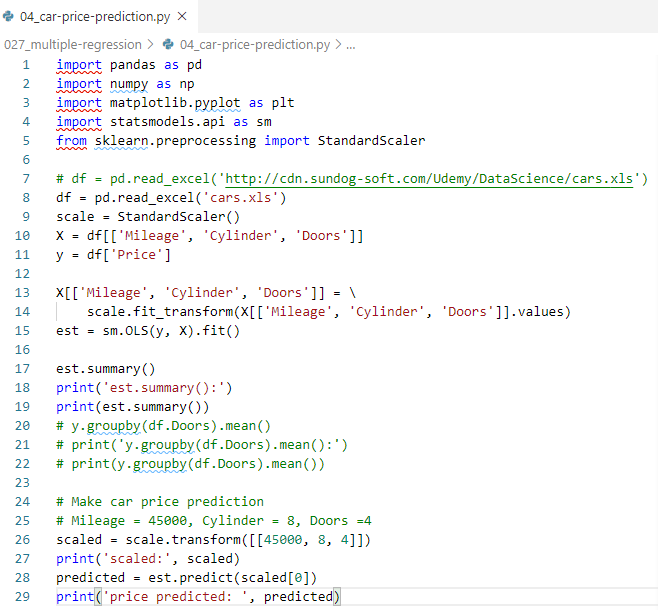 04_car-price-prediction.py ×
027_multiple-regression > 04_car-price-prediction.py > ...
1 import pandas as pd
2 import numpy as np
3 import matplotlib.pyplot as plt
4 import statsmodels.api as sm
5 from sklearn.preprocessing import StandardScaler
6
7 # df = pd.read_excel('http://cdn.sundog-soft.com/Udemy/DataScience/cars.xls')
8 df = pd.read_excel('cars.xls')
9 scale = StandardScaler()
10 X = df[['Mileage', 'Cylinder', 'Doors']]
11 y = df['Price']
12
13 X[['Mileage', 'Cylinder', 'Doors']] = \
14     scale.fit_transform(X[['Mileage', 'Cylinder', 'Doors']].values)
15 est = sm.OLS(y, X).fit()
16
17 est.summary()
18 print('est.summary():')
19 print(est.summary())
20 # y.groupby(df.Doors).mean()
21 # print('y.groupby(df.Doors).mean():')
22 # print(y.groupby(df.Doors).mean())
23
24 # Make car price prediction
25 # Mileage = 45000, Cylinder = 8, Doors =4
26 scaled = scale.transform([[45000, 8, 4]])
27 print('scaled:', scaled)
28 predicted = est.predict(scaled[0])
29 print('price predicted: ', predicted)